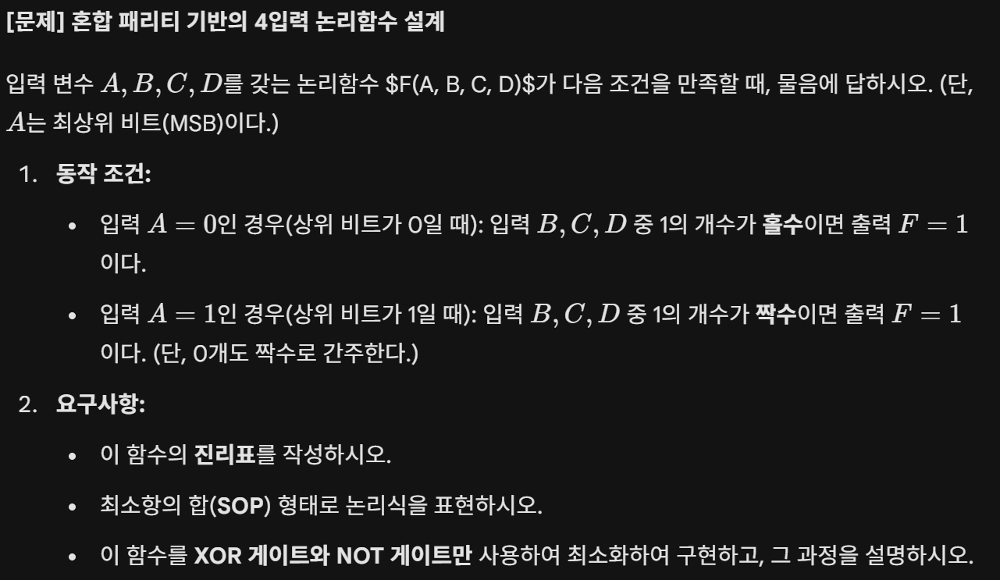 [문제] 혼합 패리티 기반의 4입력 논리함수 설계
입력 변수 A, B, C, D를 갖는 논리함수 $F(A, B, C, D)$가 다음 조건을 만족할 때, 물음에 답하시오. (단,
A는 최상위 비트(MSB)이다.)
1. 동작 조건:
• 입력 A = 0인 경우(상위 비트가 0일 때): 입력 B, C, D 중 1의 개수가 홀수이면 출력 F = 1
이다.
• 입력 A = 1인 경우(상위 비트가 1일 때): 입력 B, C, D 중 1의 개수가 짝수이면 출력 F = 1
이다. (단, 0개도 짝수로 간주한다.)
2. 요구사항:
• 이 함수의 진리표를 작성하시오.
• 최소항의 합(SOP) 형태로 논리식을 표현하시오.
• 이 함수를 XOR 게이트와 NOT 게이트만 사용하여 최소화하여 구현하고, 그 과정을 설명하시오.